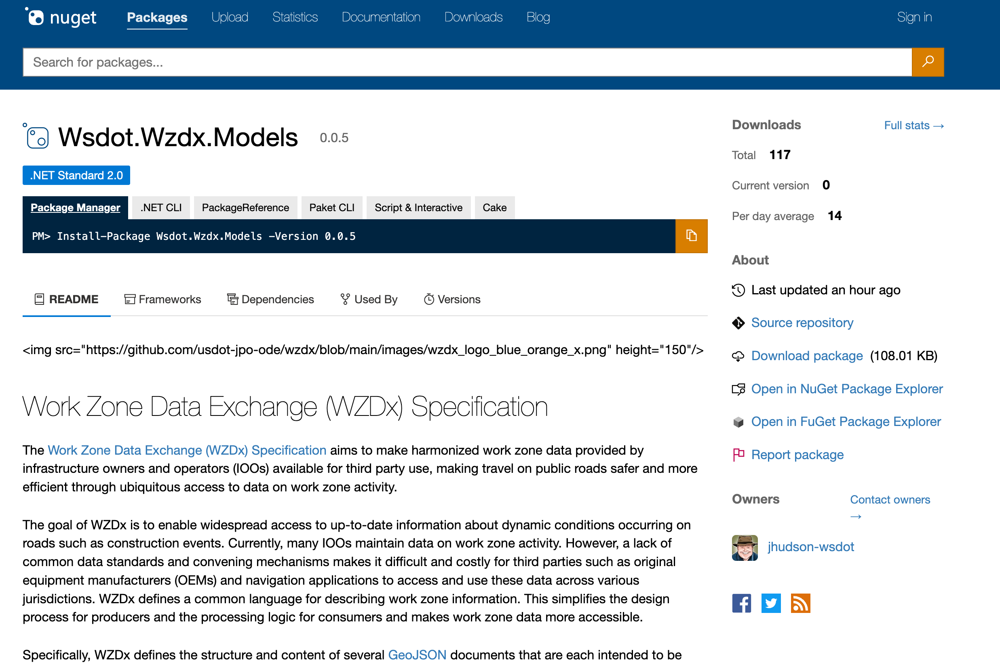 nuget
Packages
Upload
Statistics
Documentation
Downloads
Blog
Sign in
Search for packages...
Wsdot.Wzdx.Models 0.0.5
.NET Standard 2.0
Package Manager
.NET CLI
PackageReference
Paket CLI
Script & Interactive
Cake
PM> Install-Package Wsdot.Wzdx.Models -Version 0.0.5
README
Frameworks
Dependencies
Used By
Versions
<img src="https://github.com/usdot-jpo-ode/wzdx/blob/main/images/wzdx_logo_blue_orange_x.png" height="150"/>
Work Zone Data Exchange (WZDx) Specification
The Work Zone Data Exchange (WZDx) Specification aims to make harmonized work zone data provided by
infrastructure owners and operators (IOOs) available for third party use, making travel on public roads safer and more
efficient through ubiquitous access to data on work zone activity.
The goal of WZDx is to enable widespread access to up-to-date information about dynamic conditions occurring on
roads such as construction events. Currently, many IOOs maintain data on work zone activity. However, a lack of
common data standards and convening mechanisms makes it difficult and costly for third parties such as original
equipment manufacturers (OEMs) and navigation applications to access and use these data across various
jurisdictions. WZDx defines a common language for describing work zone information. This simplifies the design
process for producers and the processing logic for consumers and makes work zone data more accessible.
Specifically, WZDx defines the structure and content of several GeoJSON documents that are each intended to be
Downloads
Full stats →
Total 117
Current version 0
Per day average 14
About
Last updated an hour ago
Source repository
Download package (108.01 KB)
Open in NuGet Package Explorer
Open in FuGet Package Explorer
Report package
Owners
Contact owners
→
jhudson-wsdot